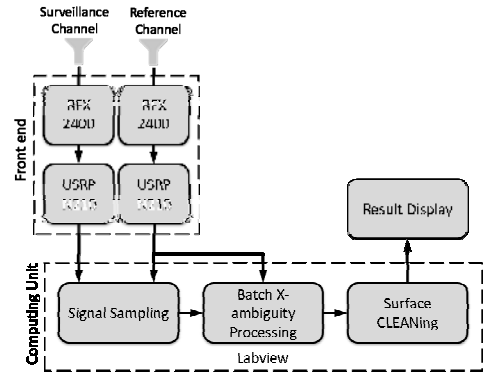 Surveillance Channel
Reference Channel
Front end
RFX 2400
RFX 2400
USRP
USRP
Result Display
Computing Unit
Signal Sampling
Batch X-ambiguity Processing
Surface CLEANing
Labview